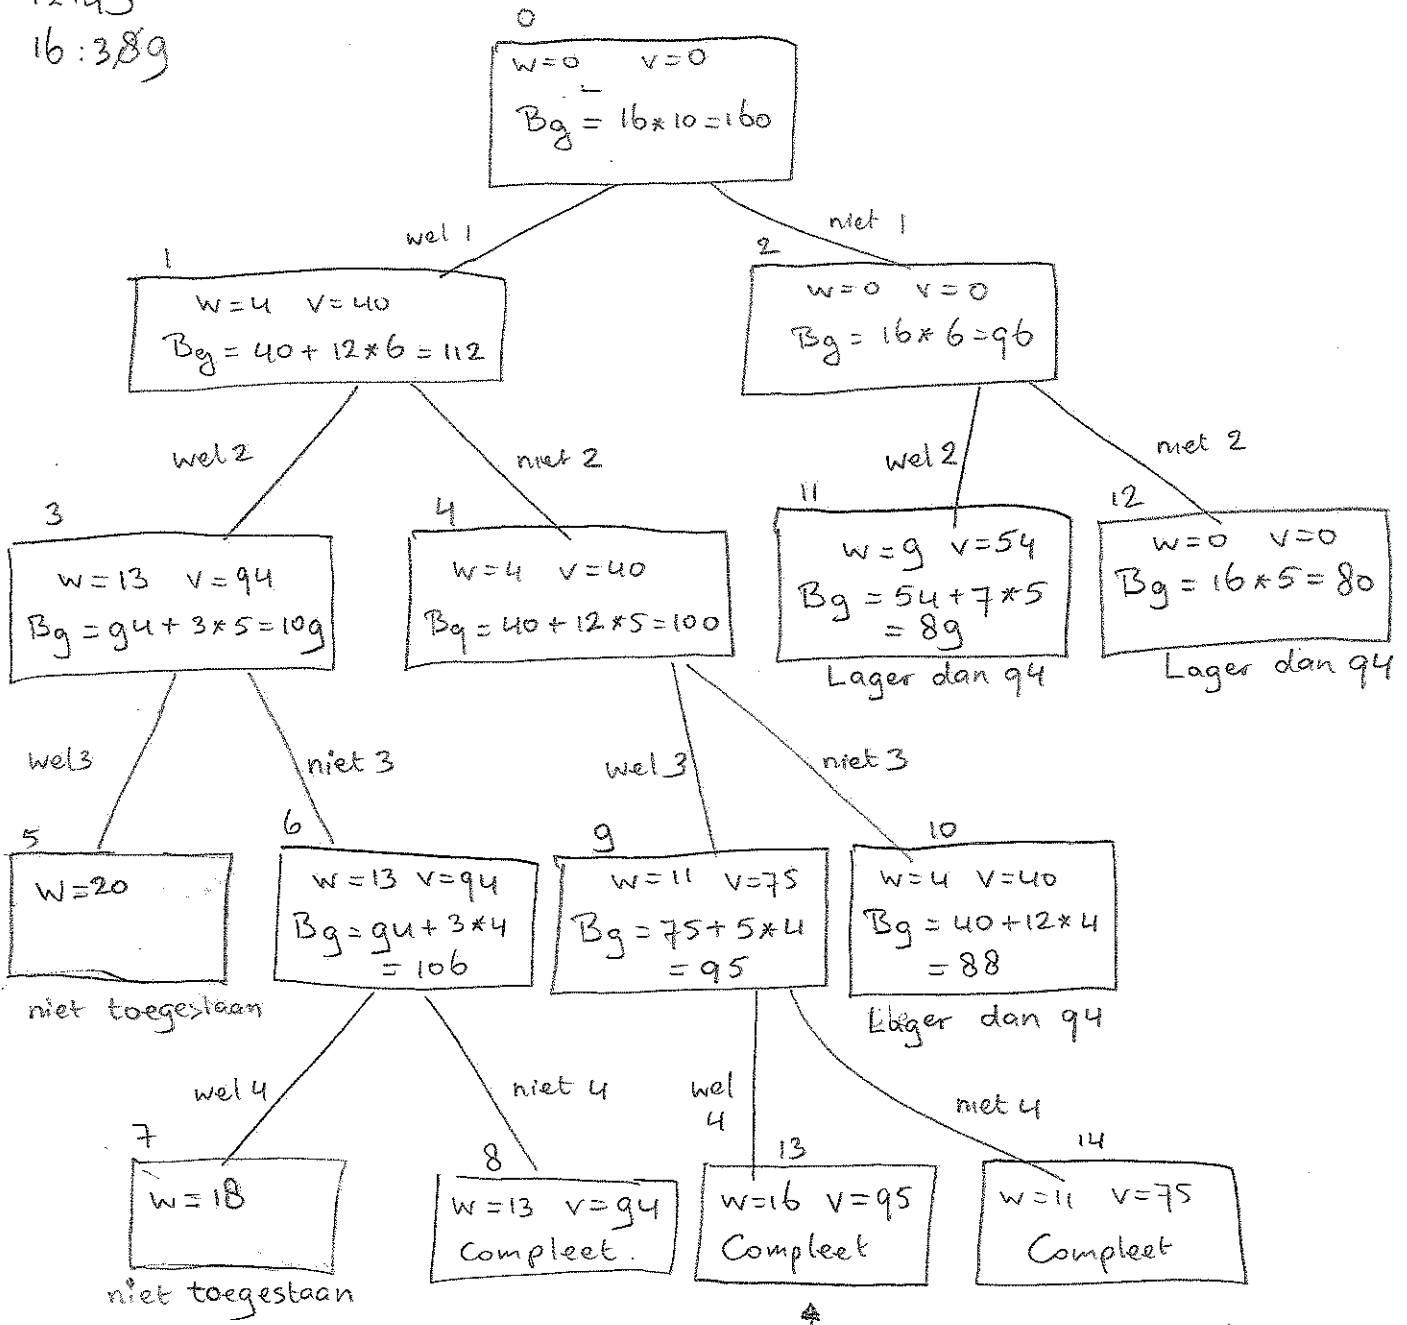 16:389
0
w=0 v=0
Bg = 16*10=160
wel 1
niet 1
1
w=4 v=40
Bg = 40+12*6=112
2
w=0 v=0
Bg = 16*6=96
wel 2
niet 2
wel 2
niet 2
3
w=13 v=94
Bg = 94+3*5=109
4
w=4 v=40
Bg = 40+12*5=100
11
w=9 v=54
Bg = 54+7*5
= 89
Lager dan 94
12
w=0 v=0
Bg = 16*5=80
Lager dan 94
wel 3
niet 3
wel 3
niet 3
5
w=20
niet toegestaan
6
w=13 v=94
Bg = 94+3*4
= 106
9
w=11 v=75
Bg = 75+5*4
= 95
10
w=4 v=40
Bg = 40+12*4
= 88
Lager dan 94
wel 4
niet 4
wel
4
niet 4
7
w=18
niet toegestaan
8
w=13 v=94
Compleet.
13
w=16 v=95
Compleet
14
w=11 v=75
Compleet